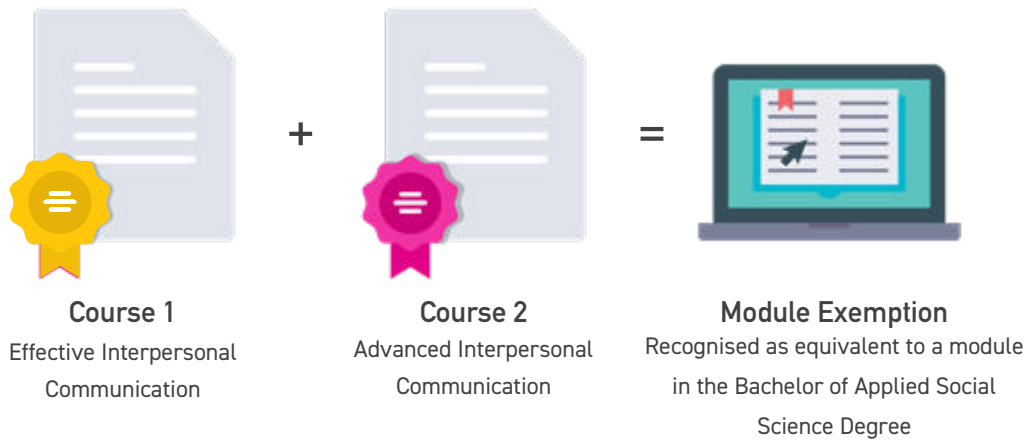 +
=
Course 1
Effective Interpersonal
Communication
Course 2
Advanced Interpersonal
Communication
Module Exemption
Recognised as equivalent to a module
in the Bachelor of Applied Social
Science Degree